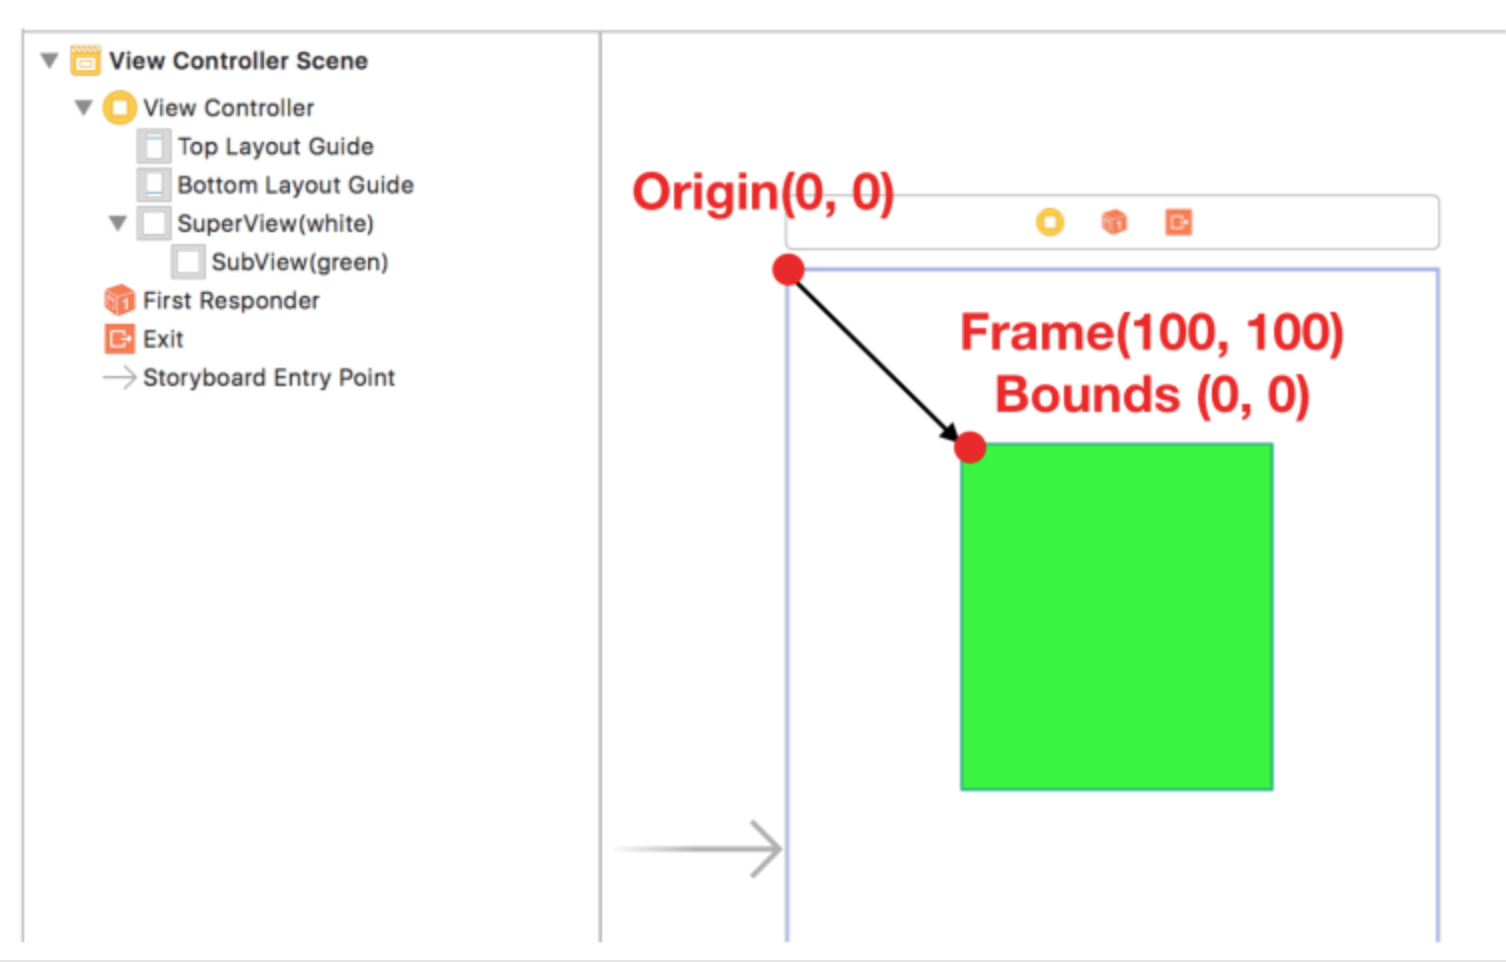 View Controller Scene
View Controller
Top Layout Guide
Bottom Layout Guide
SuperView(white)
SubView(green)
First Responder
Exit
Storyboard Entry Point
Origin(0, 0)
Frame(100, 100)
Bounds (0, 0)